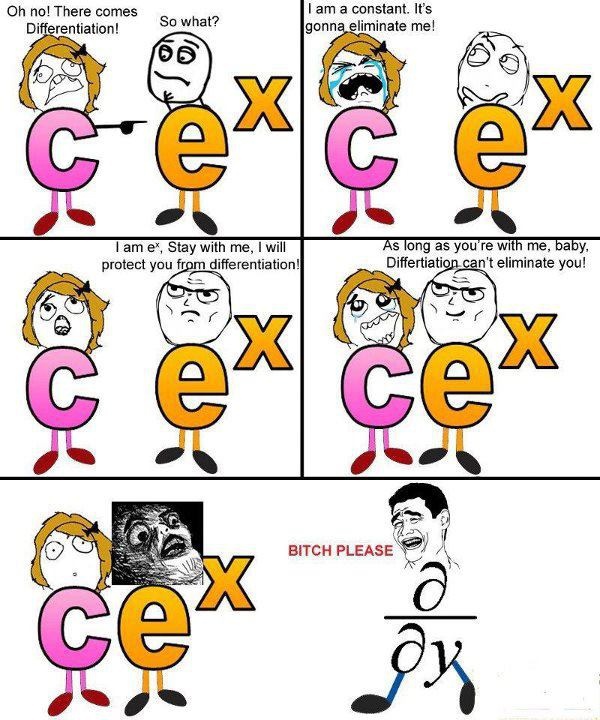 Oh no! There comes
Differentiation!
So what?
c e x
I am a constant. It's
gonna eliminate me!
c e x
I am eˣ, Stay with me, I will
protect you from differentiation!
c e x
As long as you're with me, baby,
Differtiation can't eliminate you!
c e x
c e x
BITCH PLEASE
∂
∂y